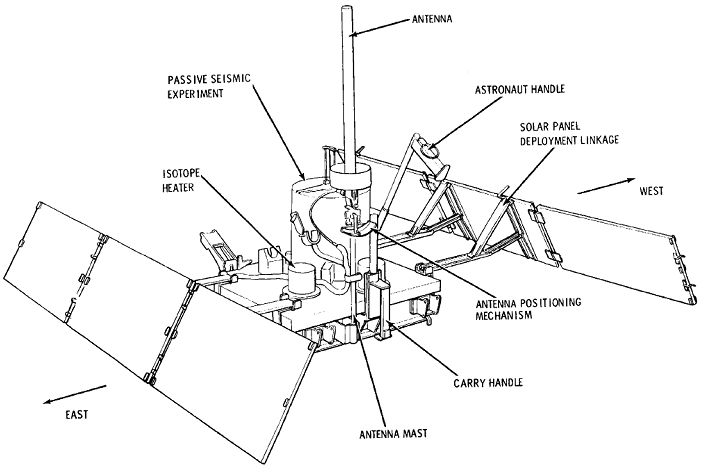 ANTENNA
PASSIVE SEISMIC
EXPERIMENT
ASTRONAUT HANDLE
SOLAR PANEL
DEPLOYMENT LINKAGE
ISOTOPE
HEATER
WEST
ANTENNA POSITIONING
MECHANISM
CARRY HANDLE
EAST
ANTENNA MAST